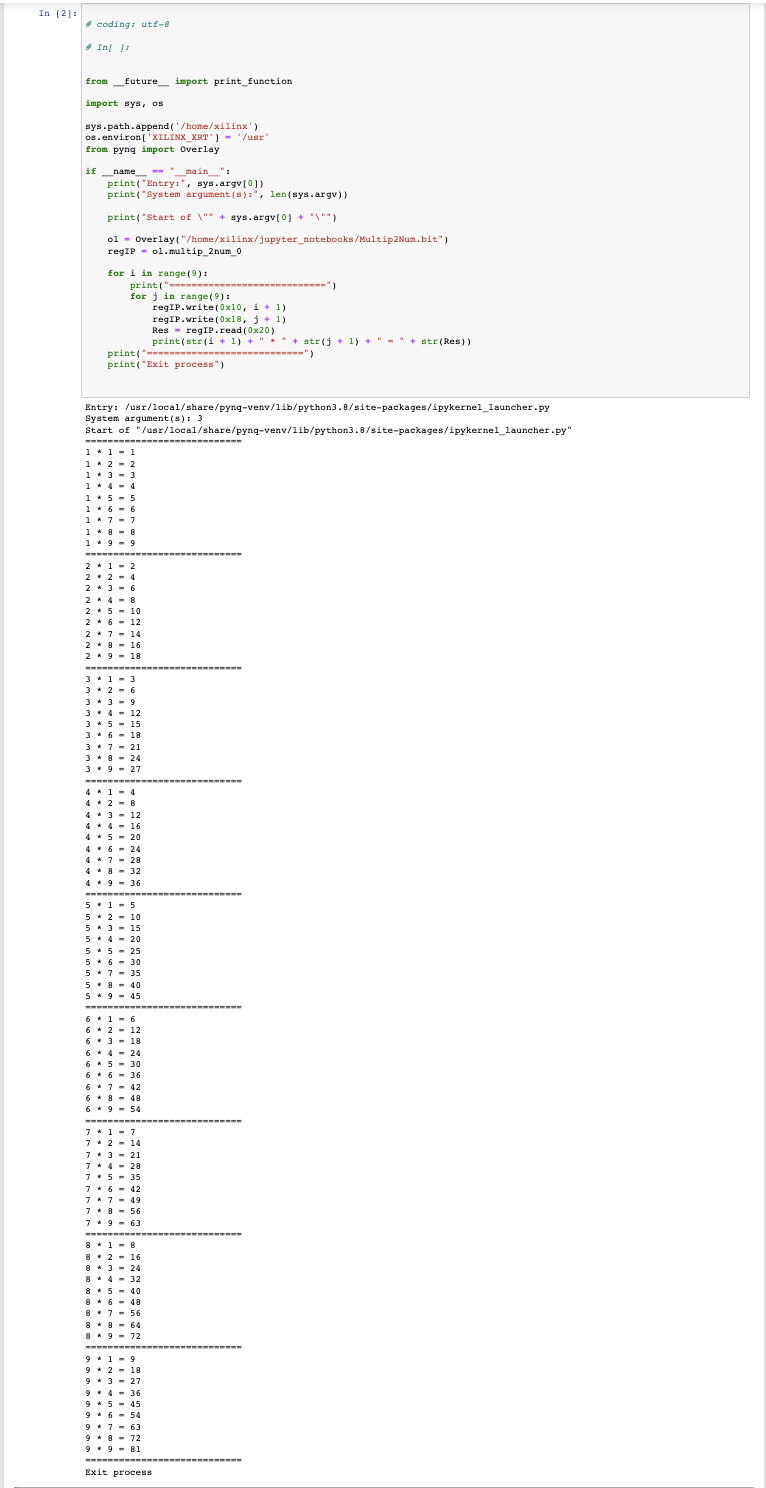 In [2]:
# coding: utf-8
# In[ ]:
from __future__ import print_function
import sys, os
sys.path.append('/home/xilinx')
os.environ['XILINX_XRT'] = '/usr'
from pynq import Overlay
if __name__ == "__main__":
    print("Entry:", sys.argv[0])
    print("System argument(s):", len(sys.argv))
    print("Start of \"" + sys.argv[0] + "\"")
    ol = Overlay("/home/xilinx/jupyter_notebooks/Multip2Num.bit")
    regIP = ol.multip_2num_0
    for i in range(9):
        print("============================")
        for j in range(9):
            regIP.write(0x10, i + 1)
            regIP.write(0x18, j + 1)
            Res = regIP.read(0x20)
            print(str(i + 1) + " * " + str(j + 1) + " = " + str(Res))
    print("============================")
    print("Exit process")
Entry: /usr/local/share/pynq-venv/lib/python3.8/site-packages/ipykernel_launcher.py
System argument(s): 3
Start of "/usr/local/share/pynq-venv/lib/python3.8/site-packages/ipykernel_launcher.py"
============================
1 * 1 = 1
1 * 2 = 2
1 * 3 = 3
1 * 4 = 4
1 * 5 = 5
1 * 6 = 6
1 * 7 = 7
1 * 8 = 8
1 * 9 = 9
============================
2 * 1 = 2
2 * 2 = 4
2 * 3 = 6
2 * 4 = 8
2 * 5 = 10
2 * 6 = 12
2 * 7 = 14
2 * 8 = 16
2 * 9 = 18
============================
3 * 1 = 3
3 * 2 = 6
3 * 3 = 9
3 * 4 = 12
3 * 5 = 15
3 * 6 = 18
3 * 7 = 21
3 * 8 = 24
3 * 9 = 27
============================
4 * 1 = 4
4 * 2 = 8
4 * 3 = 12
4 * 4 = 16
4 * 5 = 20
4 * 6 = 24
4 * 7 = 28
4 * 8 = 32
4 * 9 = 36
============================
5 * 1 = 5
5 * 2 = 10
5 * 3 = 15
5 * 4 = 20
5 * 5 = 25
5 * 6 = 30
5 * 7 = 35
5 * 8 = 40
5 * 9 = 45
============================
6 * 1 = 6
6 * 2 = 12
6 * 3 = 18
6 * 4 = 24
6 * 5 = 30
6 * 6 = 36
6 * 7 = 42
6 * 8 = 48
6 * 9 = 54
============================
7 * 1 = 7
7 * 2 = 14
7 * 3 = 21
7 * 4 = 28
7 * 5 = 35
7 * 6 = 42
7 * 7 = 49
7 * 8 = 56
7 * 9 = 63
============================
8 * 1 = 8
8 * 2 = 16
8 * 3 = 24
8 * 4 = 32
8 * 5 = 40
8 * 6 = 48
8 * 7 = 56
8 * 8 = 64
8 * 9 = 72
============================
9 * 1 = 9
9 * 2 = 18
9 * 3 = 27
9 * 4 = 36
9 * 5 = 45
9 * 6 = 54
9 * 7 = 63
9 * 8 = 72
9 * 9 = 81
============================
Exit process